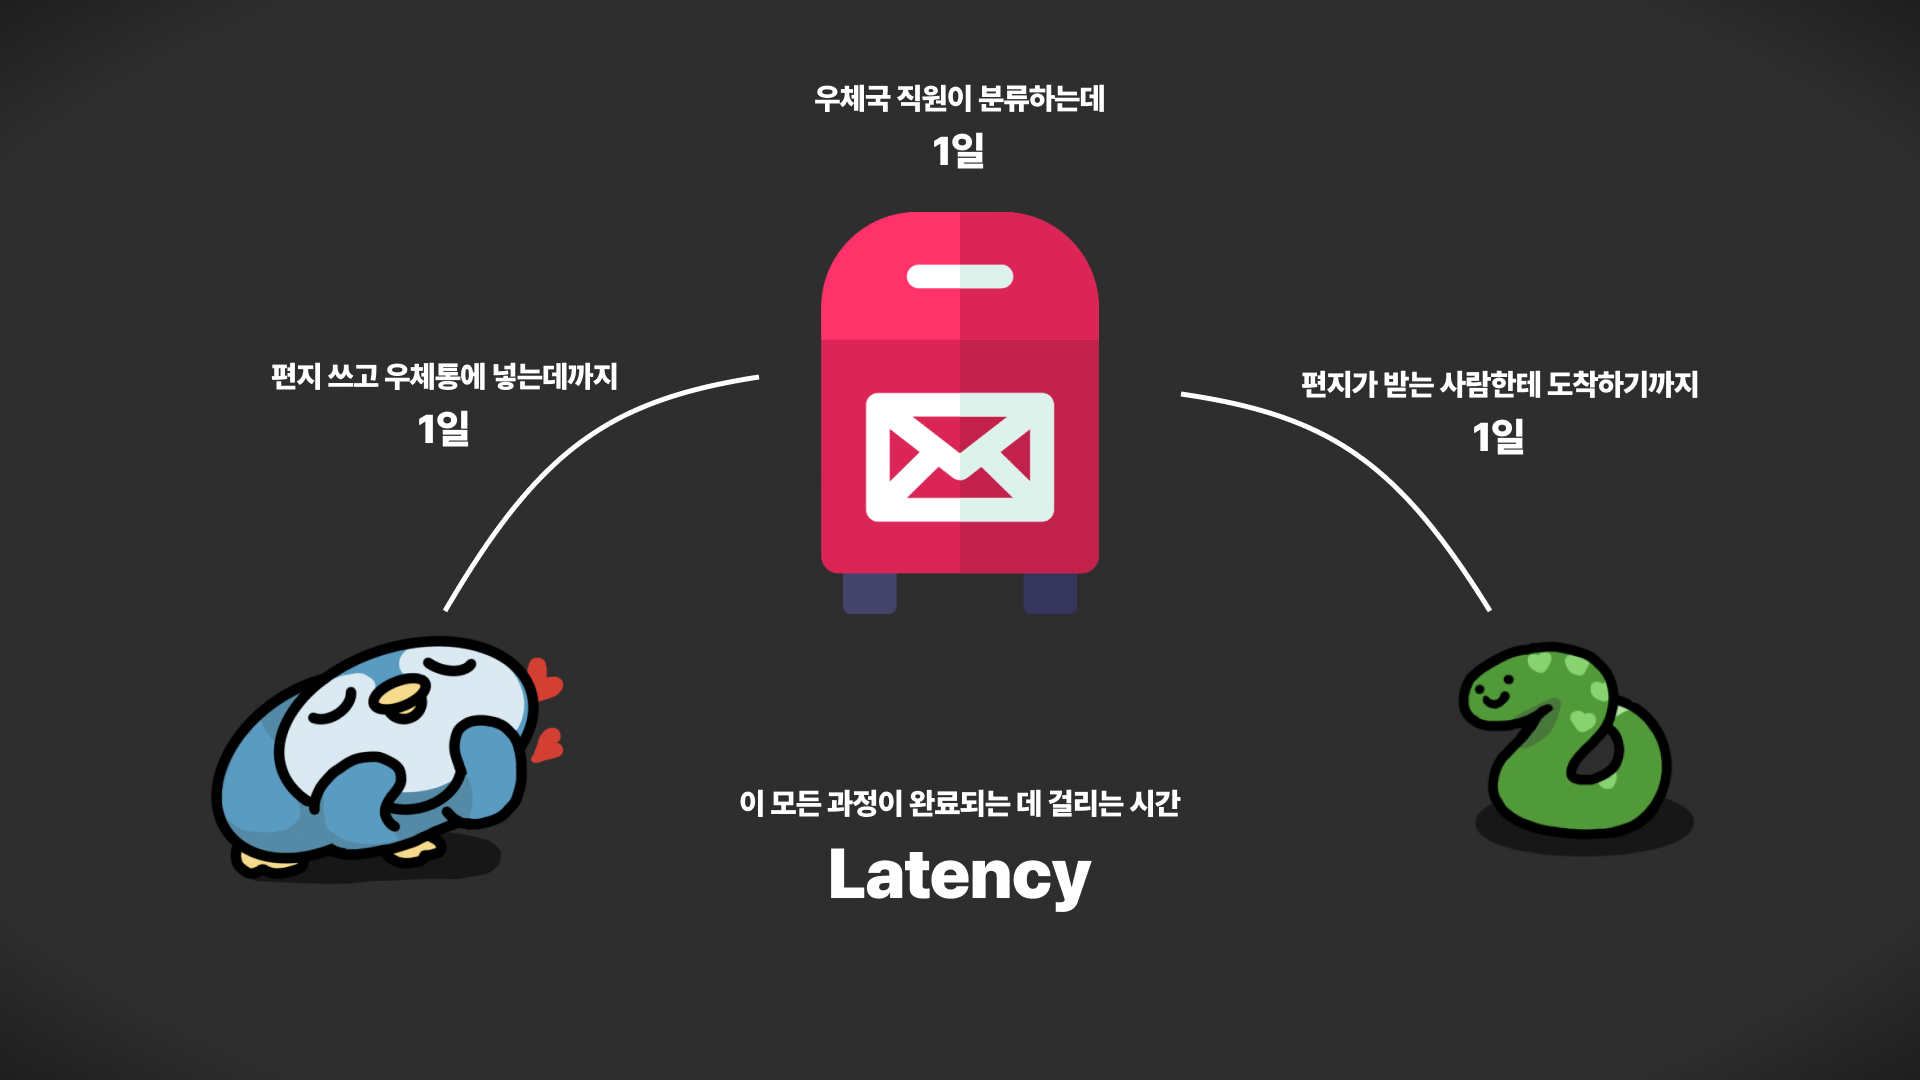 우체국 직원이 분류하는데
1일
편지 쓰고 우체통에 넣는데까지
1일
편지가 받는 사람한테 도착하기까지
1일
이 모든 과정이 완료되는 데 걸리는 시간
Latency